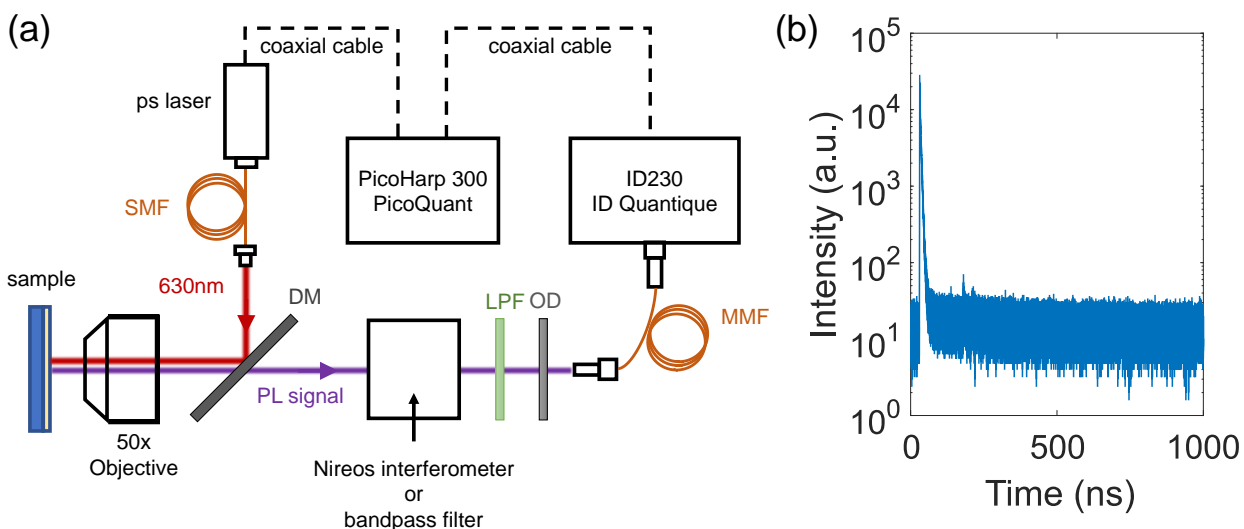 (a)
coaxial cable
coaxial cable
ps laser
PicoHarp 300
PicoQuant
ID230
ID Quantique
SMF
sample
630nm
DM
LPF
OD
MMF
PL signal
50x
Objective
Nireos interferometer
or
bandpass filter
(b)
10^5
10^4
10^3
10^2
10^1
10^0
Intensity (a.u.)
0
500
1000
Time (ns)